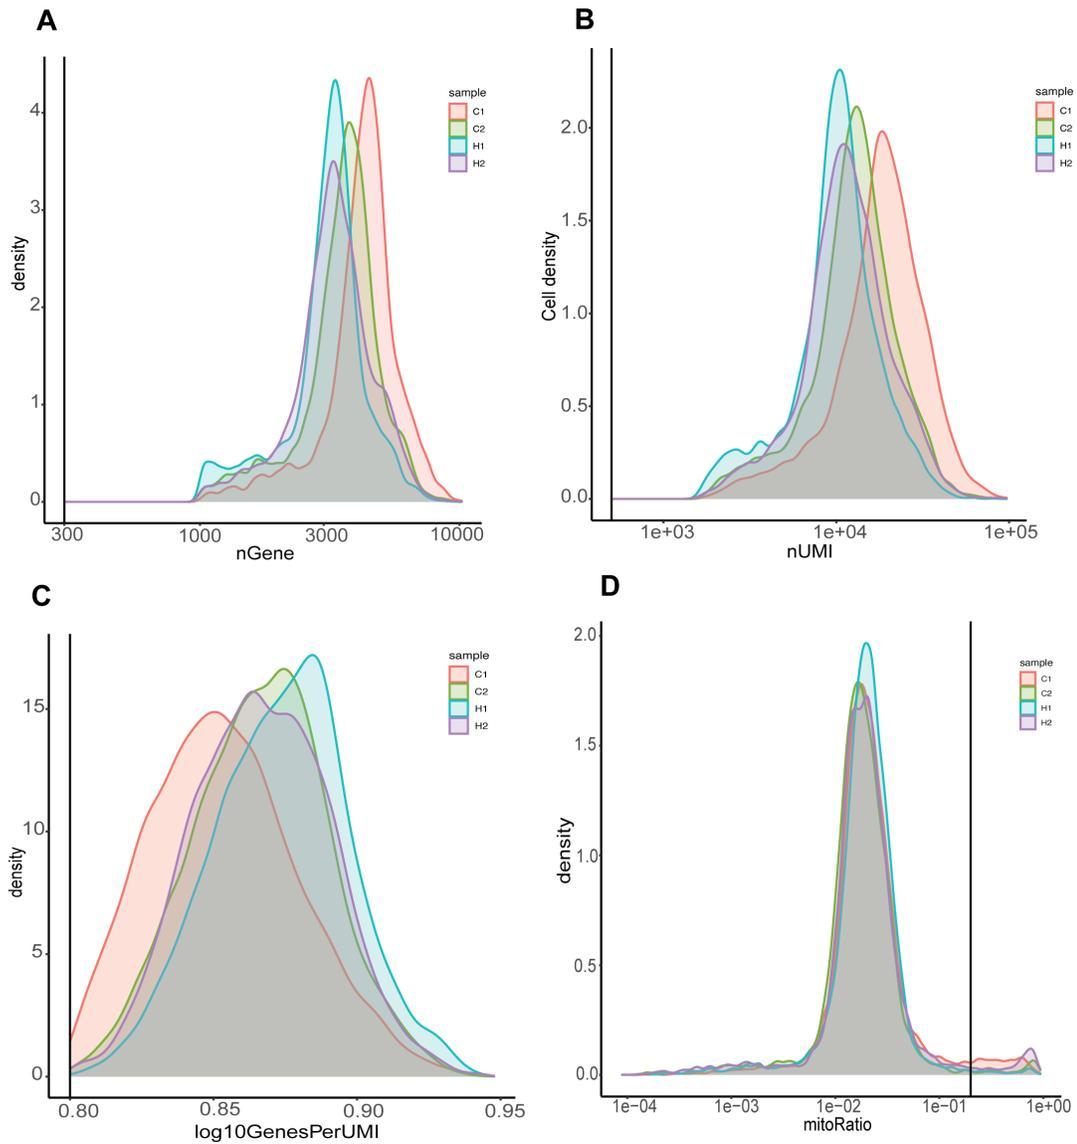 A
density
4
3
2
1
0
300 1000 3000 10000
nGene
sample
C1
C2
H1
H2
B
Cell density
2.0
1.5
1.0
0.5
0.0
1e+03 1e+04 1e+05
nUMI
sample
C1
C2
H1
H2
C
density
15
10
5
0
0.80 0.85 0.90 0.95
log10GenesPerUMI
sample
C1
C2
H1
H2
D
density
2.0
1.5
1.0
0.5
0.0
1e−04 1e−03 1e−02 1e−01 1e+00
mitoRatio
sample
C1
C2
H1
H2